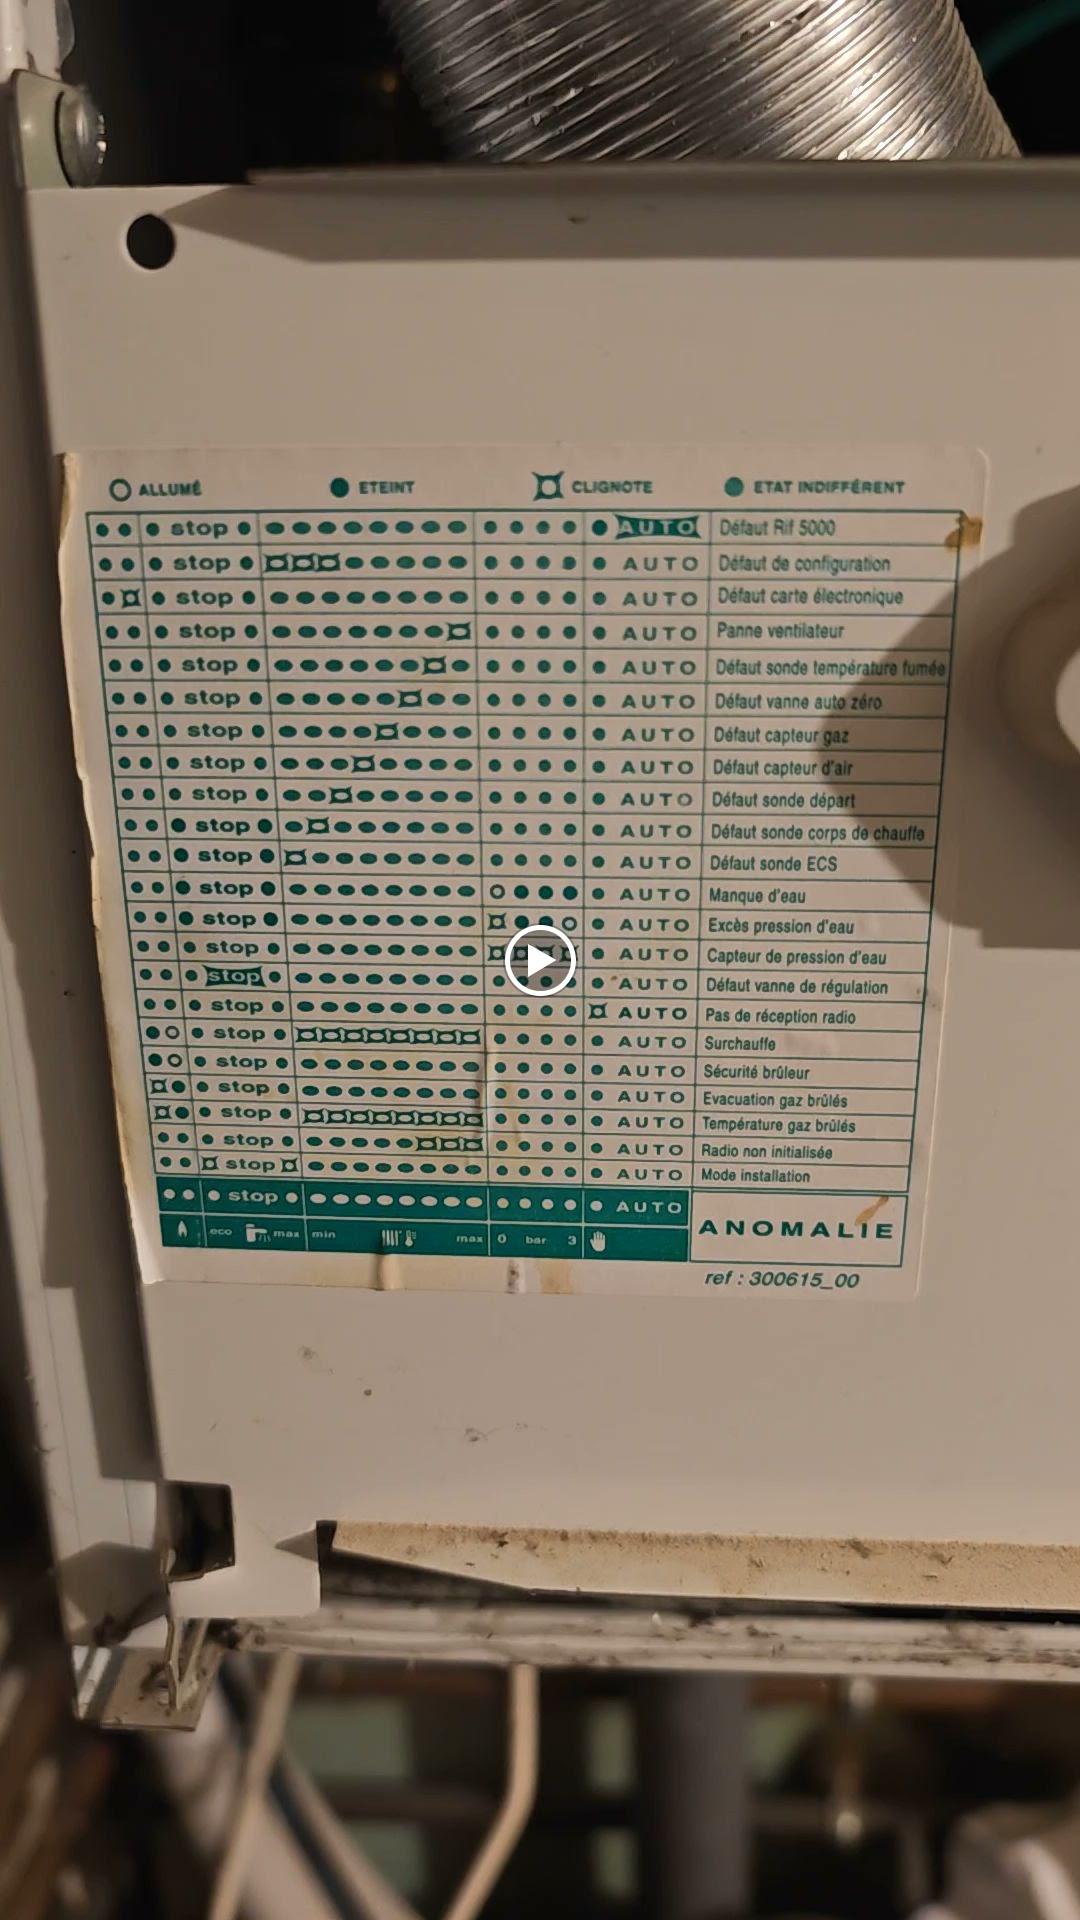 ALLUMÉ ETEINT CLIGNOTE ETAT INDIFFÉRENT
stop AUTO Défaut Rif 5000
stop AUTO Défaut de configuration
stop AUTO Défaut carte électronique
stop AUTO Panne ventilateur
stop AUTO Défaut sonde température fumée
stop AUTO Défaut vanne auto zéro
stop AUTO Défaut capteur gaz
stop AUTO Défaut capteur d'air
stop AUTO Défaut sonde départ
stop AUTO Défaut sonde corps de chauffe
stop AUTO Défaut sonde ECS
stop AUTO Manque d'eau
stop AUTO Excès pression d'eau
stop AUTO Capteur de pression d'eau
stop AUTO Défaut vanne de régulation
stop AUTO Pas de réception radio
stop AUTO Surchauffe
stop AUTO Sécurité brûleur
stop AUTO Evacuation gaz brûlés
stop AUTO Température gaz brûlés
stop AUTO Radio non initialisée
stop AUTO Mode installation
stop AUTO
eco max min max 0 bar 3
ANOMALIE
ref : 300615_00